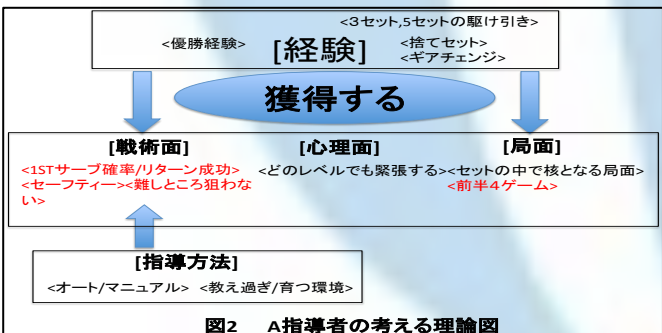 <3セット,5セットの駆け引き>
<優勝経験> [経験] <捨てセット>
<ギアチェンジ>
獲得する
[戦術面] [心理面] [局面]
<1STサーブ確率/リターン成功> <どのレベルでも緊張する> <セットの中で核となる局面>
<セーフティー><難しところ狙わな <前半4ゲーム>
い>
[指導方法]
<オート/マニュアル> <教え過ぎ/育つ環境>
図2 A指導者の考える理論図